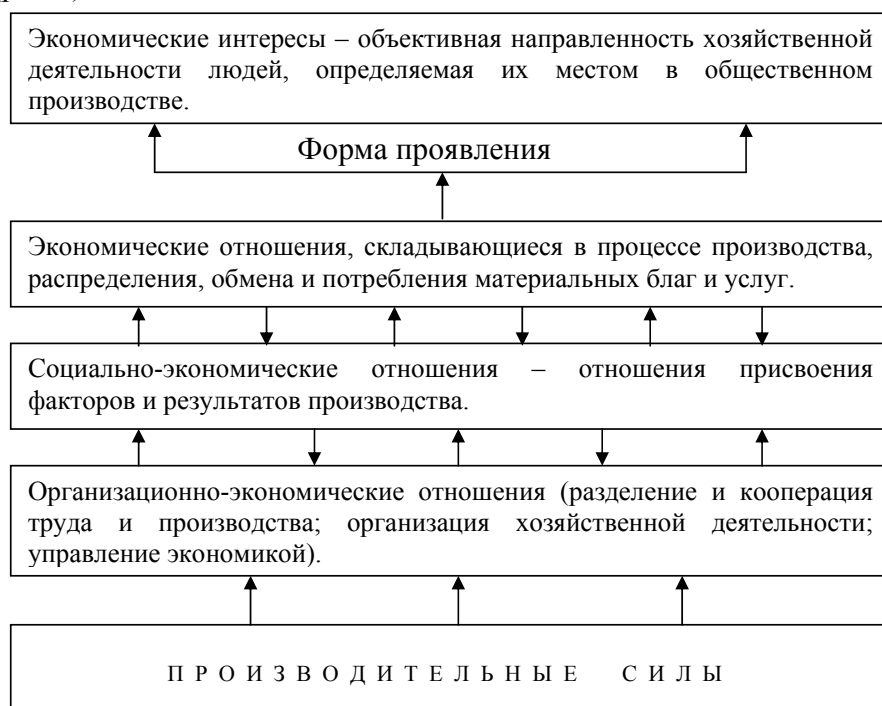 Экономические интересы – объективная направленность хозяйственной
деятельности людей, определяемая их местом в общественном
производстве.
Форма проявления
Экономические отношения, складывающиеся в процессе производства,
распределения, обмена и потребления материальных благ и услуг.
Социально-экономические отношения – отношения присвоения
факторов и результатов производства.
Организационно-экономические отношения (разделение и кооперация
труда и производства; организация хозяйственной деятельности;
управление экономикой).
П Р О И З В О Д И Т Е Л Ь Н Ы Е С И Л Ы